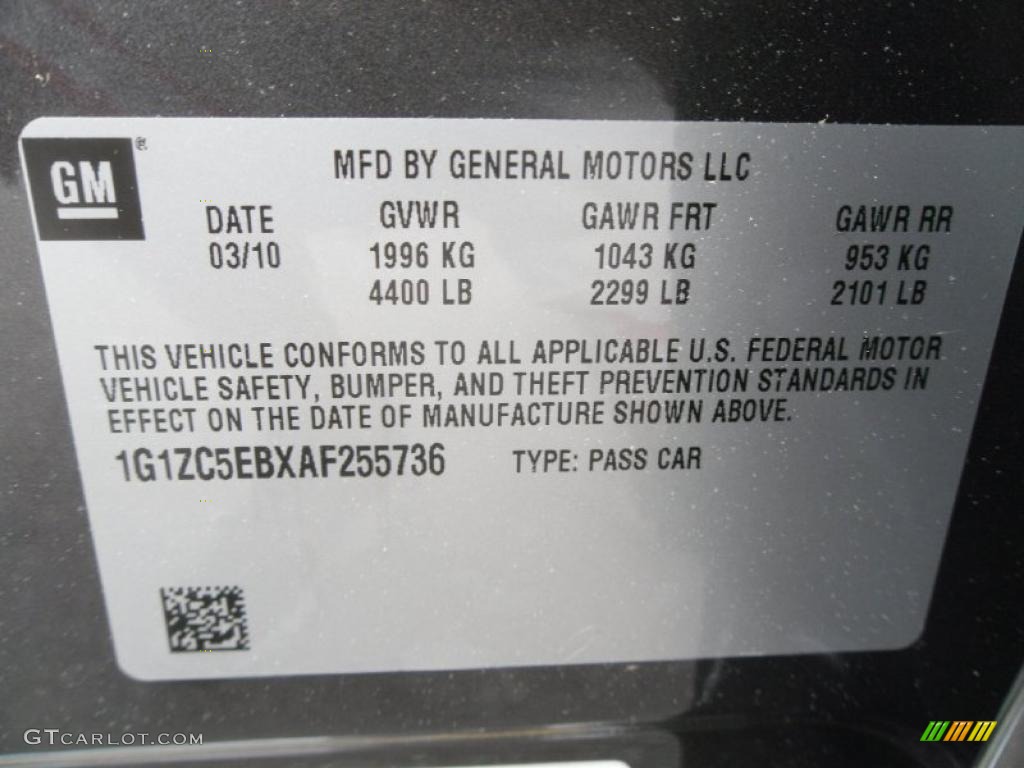 GM ®
MFD BY GENERAL MOTORS LLC
DATE GVWR GAWR FRT GAWR RR
03/10 1996 KG 1043 KG 953 KG
4400 LB 2299 LB 2101 LB
THIS VEHICLE CONFORMS TO ALL APPLICABLE U.S. FEDERAL MOTOR
VEHICLE SAFETY, BUMPER, AND THEFT PREVENTION STANDARDS IN
EFFECT ON THE DATE OF MANUFACTURE SHOWN ABOVE.
1G1ZC5EBXAF255736 TYPE: PASS CAR
GTCARLOT.COM